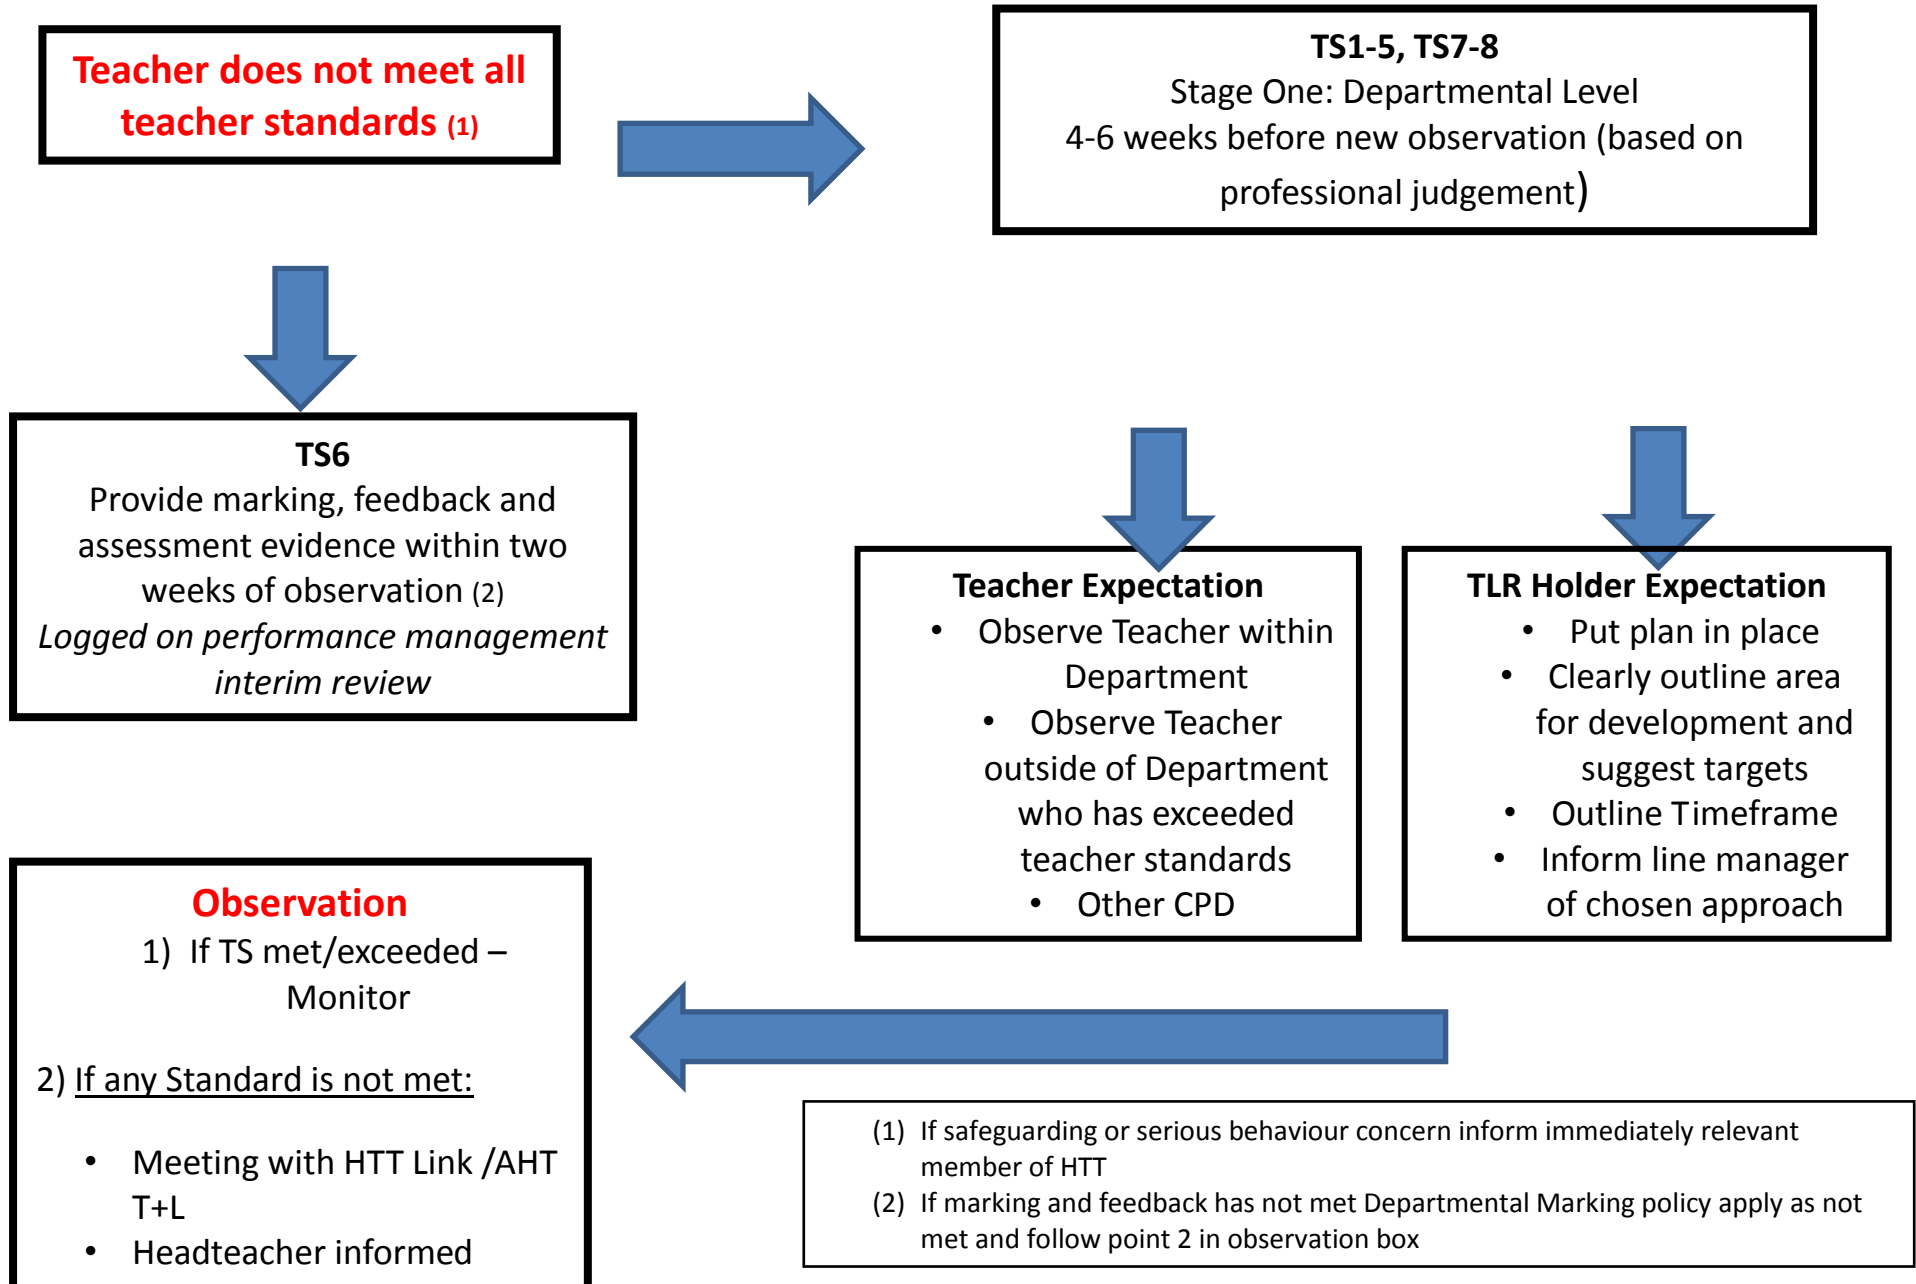 Teacher does not meet all
teacher standards (1)
TS1-5, TS7-8
Stage One: Departmental Level
4-6 weeks before new observation (based on
professional judgement)
TS6
Provide marking, feedback and
assessment evidence within two
weeks of observation (2)
Logged on performance management
interim review
Teacher Expectation
• Observe Teacher within
Department
• Observe Teacher
outside of Department
who has exceeded
teacher standards
• Other CPD
TLR Holder Expectation
• Put plan in place
• Clearly outline area
for development and
suggest targets
• Outline Timeframe
• Inform line manager
of chosen approach
Observation
1) If TS met/exceeded –
Monitor
2) If any Standard is not met:
• Meeting with HTT Link /AHT
T+L
• Headteacher informed
(1) If safeguarding or serious behaviour concern inform immediately relevant
member of HTT
(2) If marking and feedback has not met Departmental Marking policy apply as not
met and follow point 2 in observation box